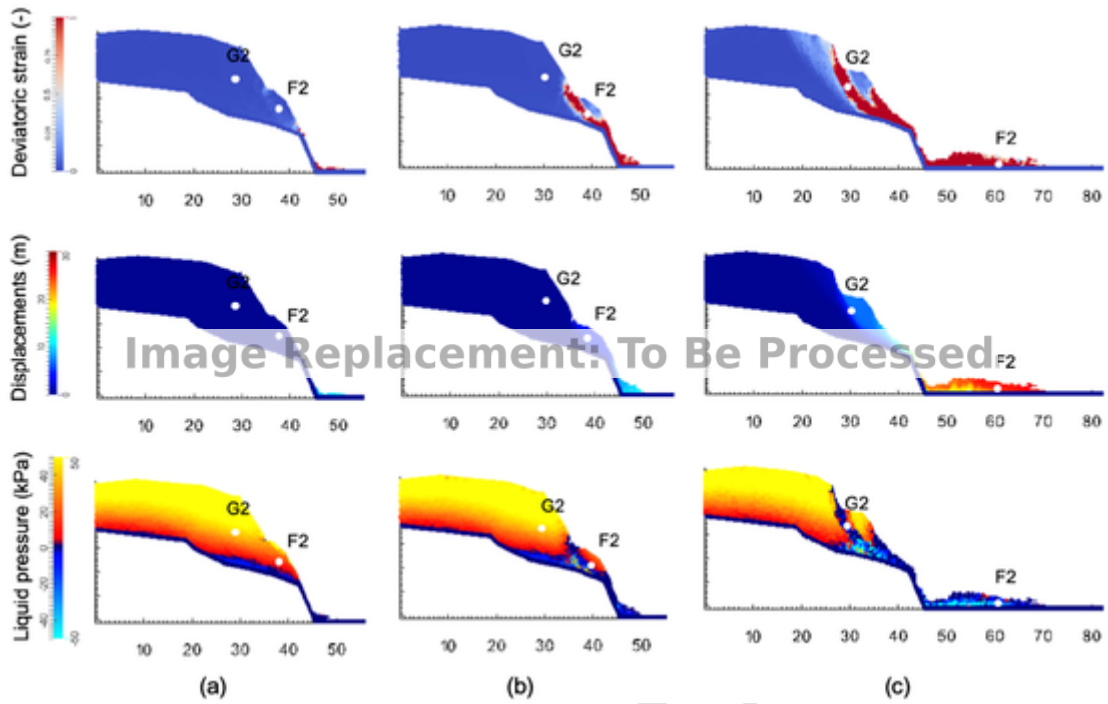 Deviatoric strain (-)
G2
F2
10 20 30 40 50
G2
F2
10 20 30 40 50
G2
F2
10 20 30 40 50 60 70 80
Displacements (m)
30
20
10
0
G2
F2
10 20 30 40 50
G2
F2
10 20 30 40 50
G2
F2
10 20 30 40 50 60 70 80
Image Replacement: To Be Processed
Liquid pressure (kPa)
50
40
20
0
-20
-40
G2
F2
10 20 30 40 50
G2
F2
10 20 30 40 50
G2
F2
10 20 30 40 50 60 70 80
(a) (b) (c)